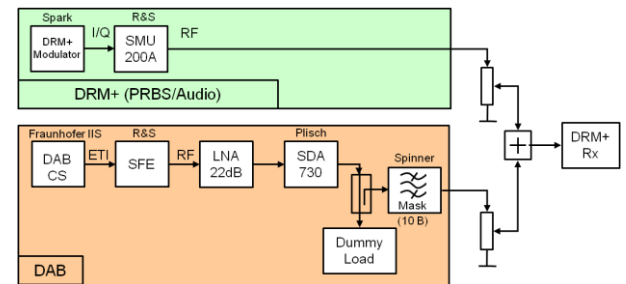 Spark
R&S
DRM+
Modulator
I/Q
SMU
200A
RF
DRM+ (PRBS/Audio)
Fraunhofer IIS
R&S
Plisch
Spinner
DAB
CS
ETI
SFE
RF
LNA
22dB
SDA
730
Mask
(10 B)
Dummy
Load
DAB
+
DRM+
Rx